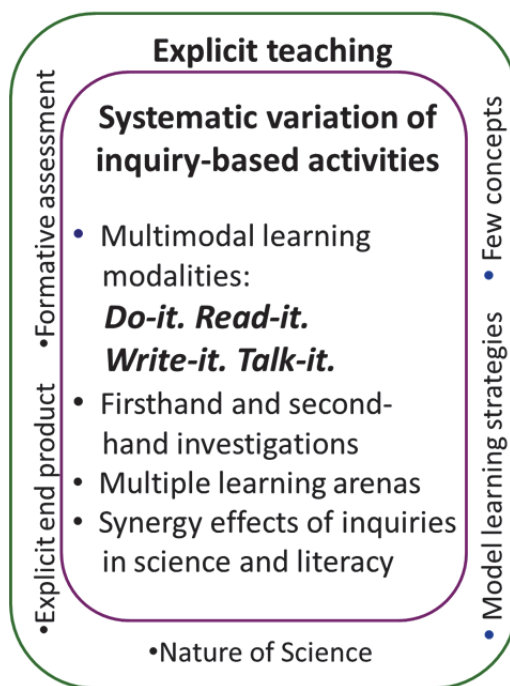 Explicit teaching
Systematic variation of
inquiry-based activities
• Multimodal learning
modalities:
Do-it. Read-it.
Write-it. Talk-it.
• Firsthand and second-
hand investigations
• Multiple learning arenas
• Synergy effects of inquiries
in science and literacy
•Explicit end product
•Formative assessment
• Model learning strategies
• Few concepts
•Nature of Science